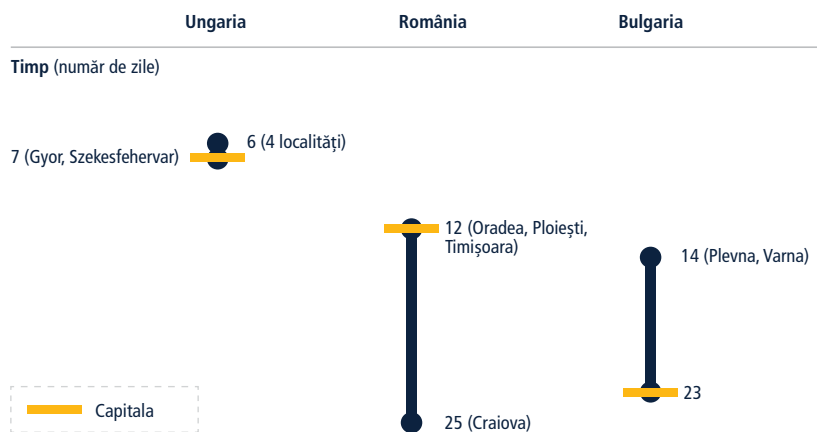 Ungaria România Bulgaria
Timp (număr de zile)
6 (4 localități)
7 (Gyor, Szekesfehervar)
12 (Oradea, Ploiești,
Timișoara)
14 (Plevna, Varna)
23
Capitala
25 (Craiova)